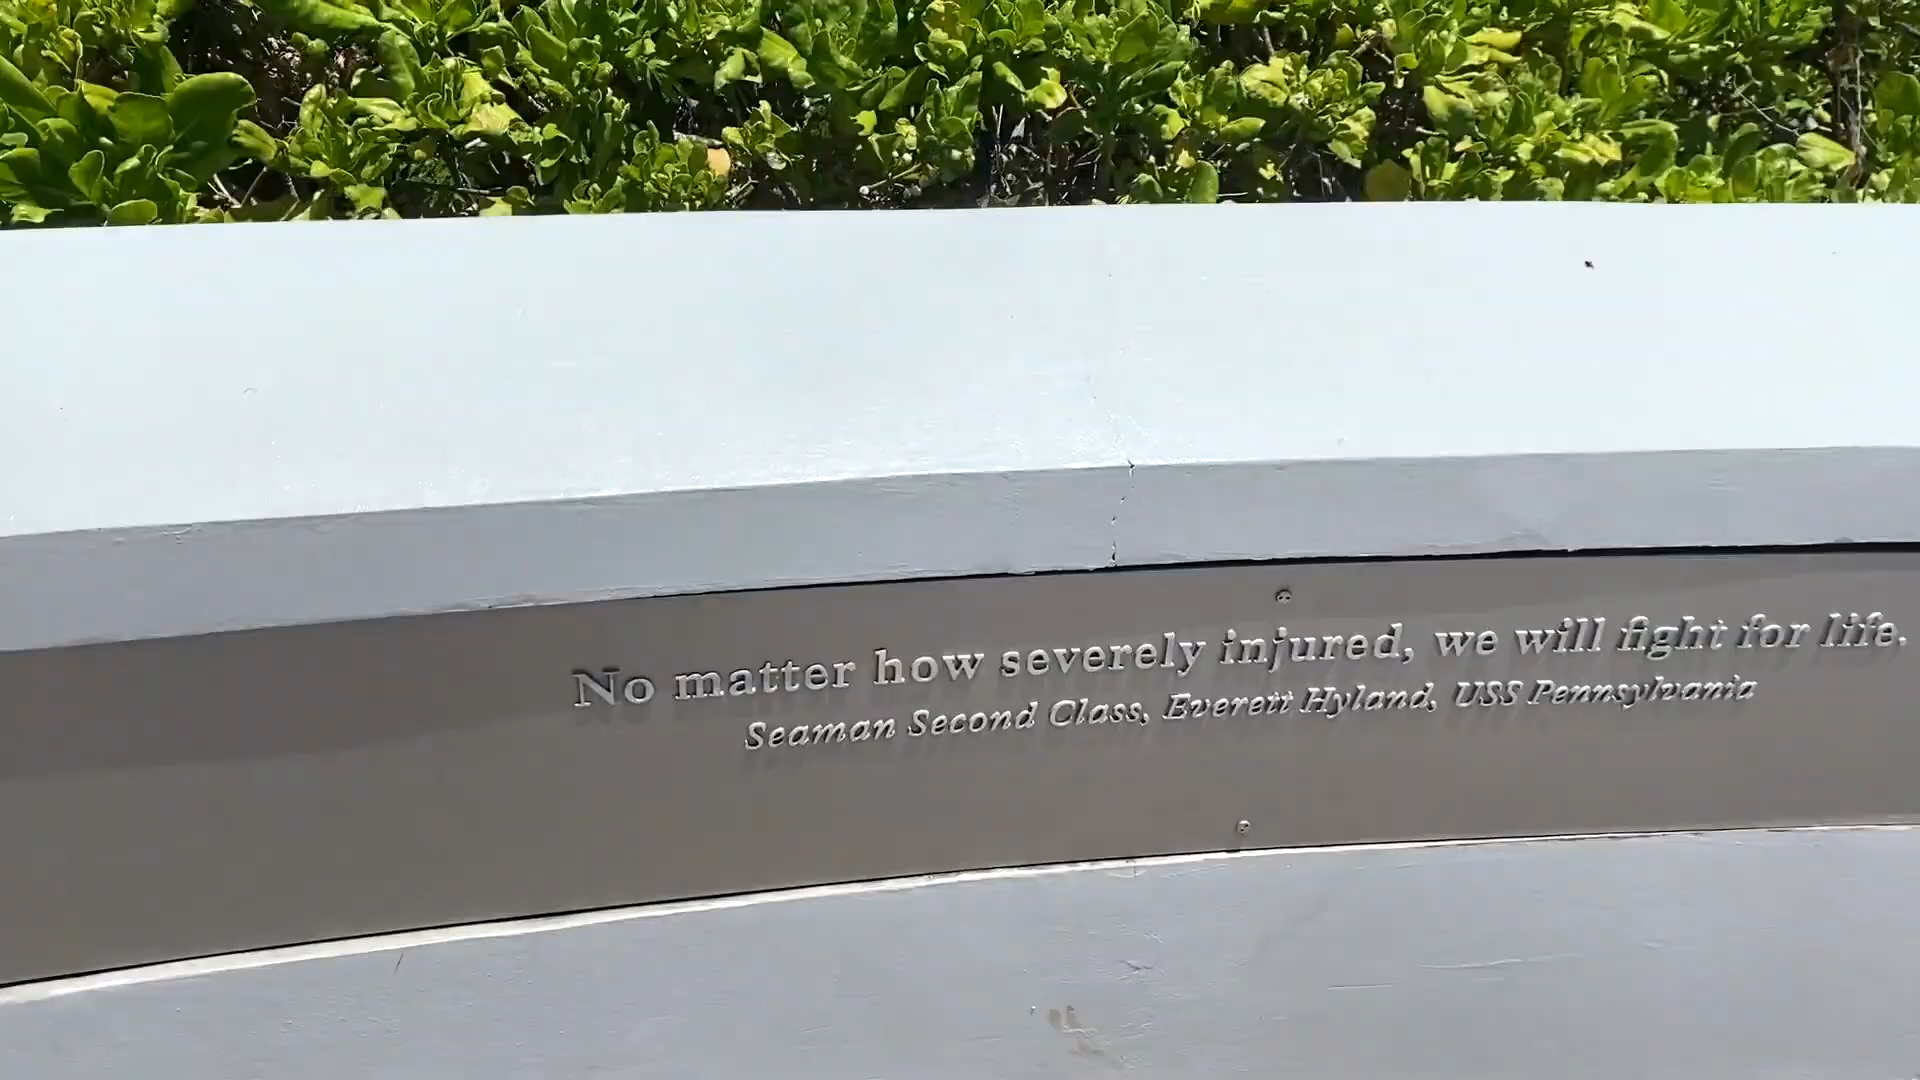 No matter how severely injured, we will fight for life.
Seaman Second Class, Everett Hyland, USS Pennsylvania